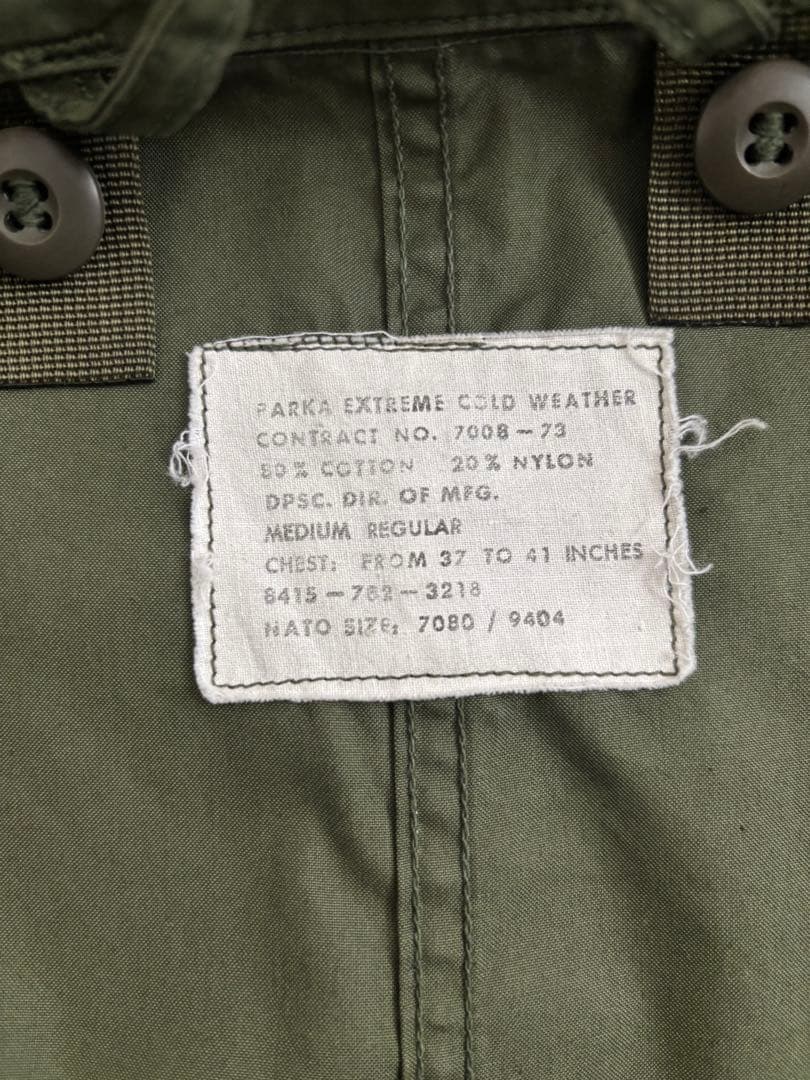 PARKA EXTREME COLD WEATHER
CONTRACT NO. 7008-73
80% COTTON 20% NYLON
DPSC. DIR. OF MFG.
MEDIUM REGULAR
CHEST: FROM 37 TO 41 INCHES
8415-782-3218
NATO SIZE: 7080 / 9404